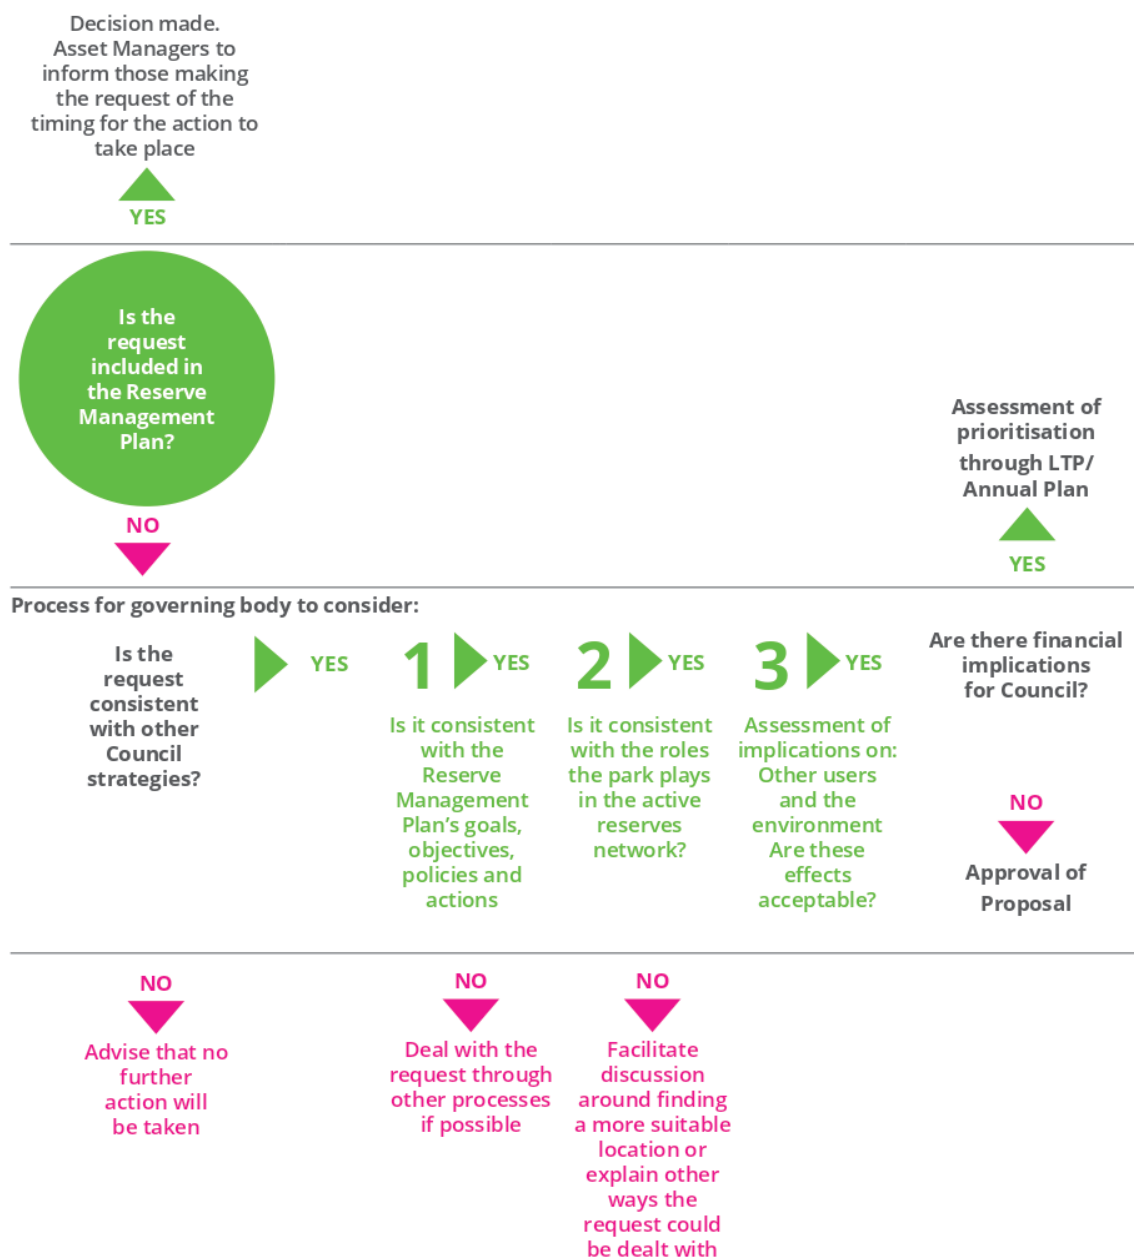 Decision made.
Asset Managers to
inform those making
the request of the
timing for the action to
take place
YES
Is the
request
included in
the Reserve
Management
Plan?
NO
Assessment of
prioritisation
through LTP/
Annual Plan
YES
Process for governing body to consider:
Is the
request
consistent
with other
Council
strategies?
YES
1
YES
Is it consistent
with the
Reserve
Management
Plan’s goals,
objectives,
policies and
actions
2
YES
Is it consistent
with the roles
the park plays
in the active
reserves
network?
3
YES
Assessment of
implications on:
Other users
and the
environment
Are these
effects
acceptable?
Are there financial
implications
for Council?
NO
Approval of
Proposal
NO
Advise that no
further
action will
be taken
NO
Deal with the
request through
other processes
if possible
NO
Facilitate
discussion
around finding
a more suitable
location or
explain other
ways the
request could
be dealt with